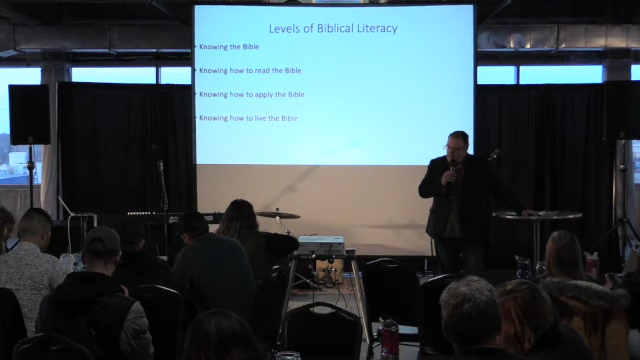 Levels of Biblical Literacy
• Knowing the Bible
• Knowing how to read the Bible
• Knowing how to apply the Bible
• Knowing how to live the Bible